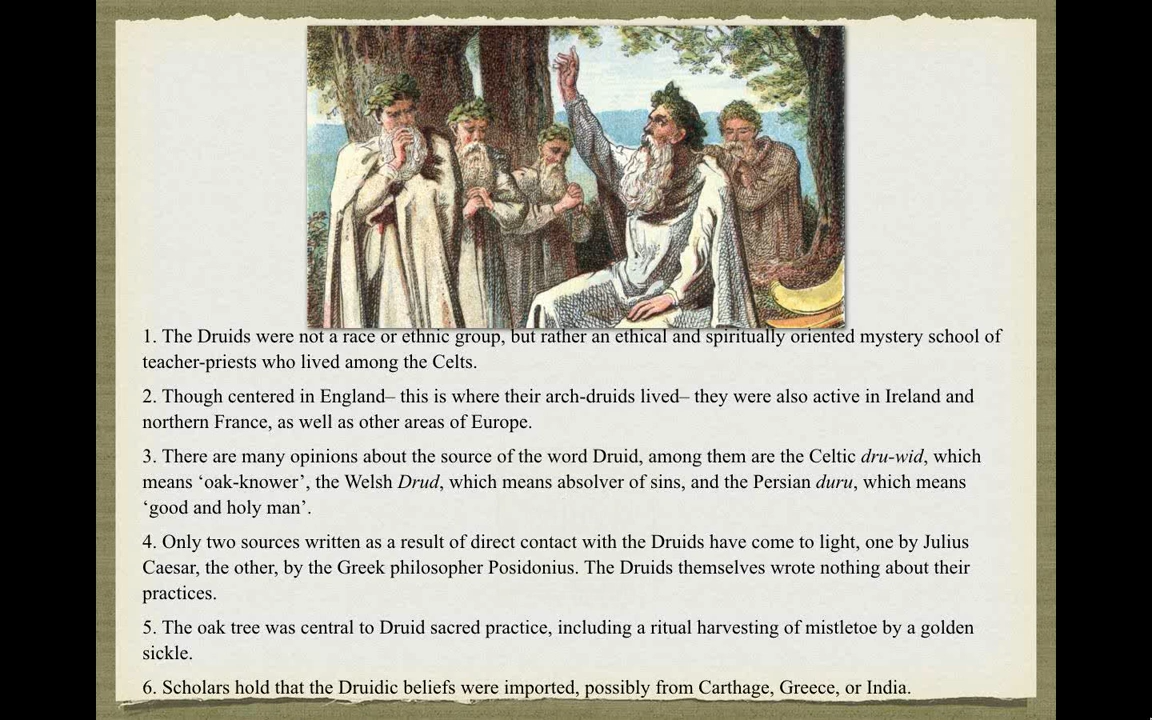 1. The Druids were not a race or ethnic group, but rather an ethical and spiritually oriented mystery school of
teacher-priests who lived among the Celts.
2. Though centered in England– this is where their arch-druids lived– they were also active in Ireland and
northern France, as well as other areas of Europe.
3. There are many opinions about the source of the word Druid, among them are the Celtic dru-wid, which
means ‘oak-knower’, the Welsh Drud, which means absolver of sins, and the Persian duru, which means
‘good and holy man’.
4. Only two sources written as a result of direct contact with the Druids have come to light, one by Julius
Caesar, the other, by the Greek philosopher Posidonius. The Druids themselves wrote nothing about their
practices.
5. The oak tree was central to Druid sacred practice, including a ritual harvesting of mistletoe by a golden
sickle.
6. Scholars hold that the Druidic beliefs were imported, possibly from Carthage, Greece, or India.